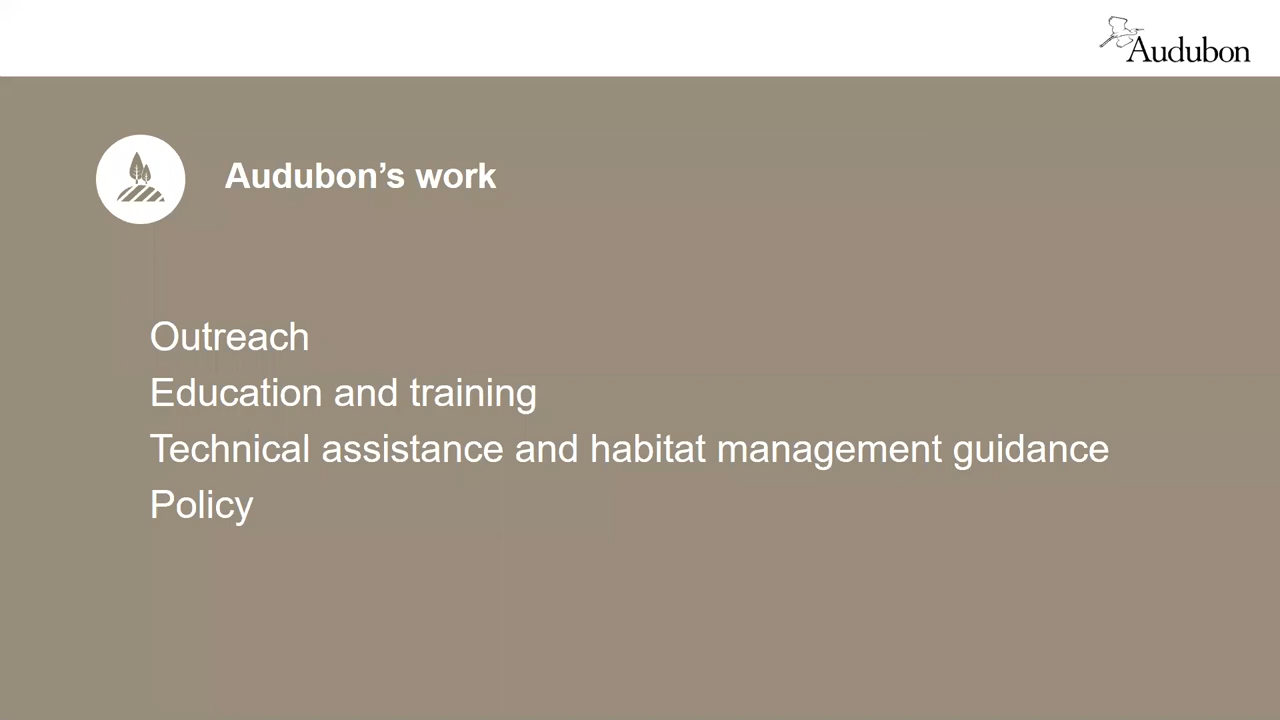 Audubon
Audubon’s work
Outreach
Education and training
Technical assistance and habitat management guidance
Policy